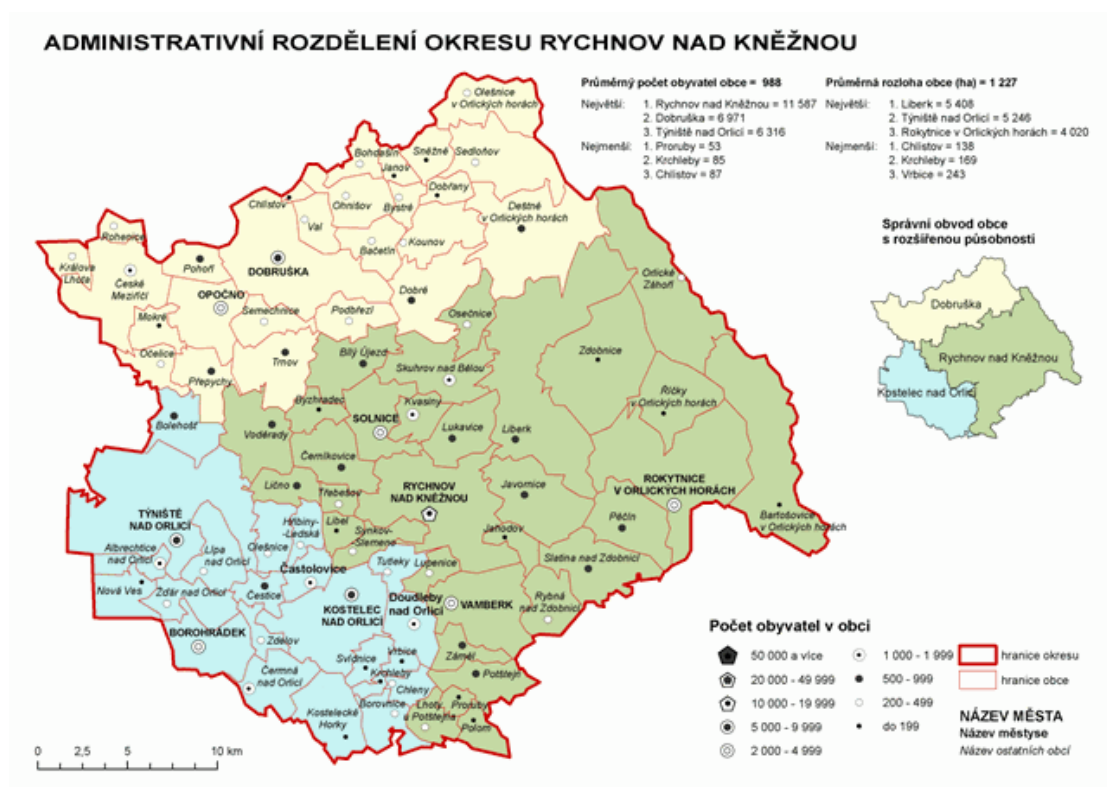 ADMINISTRATIVNÍ ROZDĚLENÍ OKRESU RYCHNOV NAD KNĚŽNOU
Průměrný počet obyvatel obce = 988
Největší: 1. Rychnov nad Kněžnou = 11 587
2. Dobruška = 6 971
3. Týniště nad Orlicí = 6 316
Nejmenší: 1. Proruby = 53
2. Krchleby = 85
3. Chlístov = 87
Průměrná rozloha obce (ha) = 1 227
Největší: 1. Liberk = 5 408
2. Týniště nad Orlicí = 5 246
3. Rokytnice v Orlických horách = 4 020
Nejmenší: 1. Chlístov = 138
2. Krchleby = 169
3. Vrbice = 243
Správní obvod obce
s rozšířenou působností
Dobruška
Rychnov nad Kněžnou
Kostelec nad Orlicí
Olešnice
v Orlických horách
Bohdašín
Sněžné
Sedloňov
Janov
Dobřany
Chlístov
Ohnišov
Bystré
Deštné
v Orlických horách
Val
Rohenice
Kounov
Bačetín
Králova
Lhota
České
Meziříčí
Pohoří
DOBRUŠKA
OPOČNO
Orlické
Záhoří
Dobré
Semechnice
Podbřezí
Mokré
Osečnice
Očelice
Trnov
Bílý Újezd
Zdobnice
Přepychy
Skuhrov nad Bělou
Říčky
v Orlických horách
Byzhradec
Kvasiny
Bolehošť
SOLNICE
Voděrady
Lukavice
Liberk
Černíkovice
ROKYTNICE
V ORLICKÝCH HORÁCH
Lično
RYCHNOV
NAD KNĚŽNOU
Třebešov
Javornice
TÝNIŠTĚ
NAD ORLICÍ
Bartošovice
v Orlických horách
Péčín
Hřibiny-
Ledská
Libel
Synkov-
Slemeno
Jahodov
Albrechtice
nad Orlicí
Lípa
nad Orlicí
Olešnice
Tutleky
Lupenice
Slatina nad Zdobnicí
Častolovice
Nová Ves
Žďár nad Orlicí
Čestice
Doudleby
nad Orlicí
VAMBERK
Rybná
nad Zdobnicí
KOSTELEC
NAD ORLICÍ
BOROHRÁDEK
Zdelov
Svídnice
Vrbice
Záměl
Čermná
nad Orlicí
Krchleby
Potštejn
Chleny
Kostelecké
Horky
Borovnice
Lhoty
u Potštejna
Proruby
Polom
0 2,5 5 10 km
Počet obyvatel v obci
50 000 a více
20 000 - 49 999
10 000 - 19 999
5 000 - 9 999
2 000 - 4 999
1 000 - 1 999
500-999
200-499
do 199
hranice okresu
hranice obce
NÁZEV MĚSTA
Název městyse
Název ostatních obcí